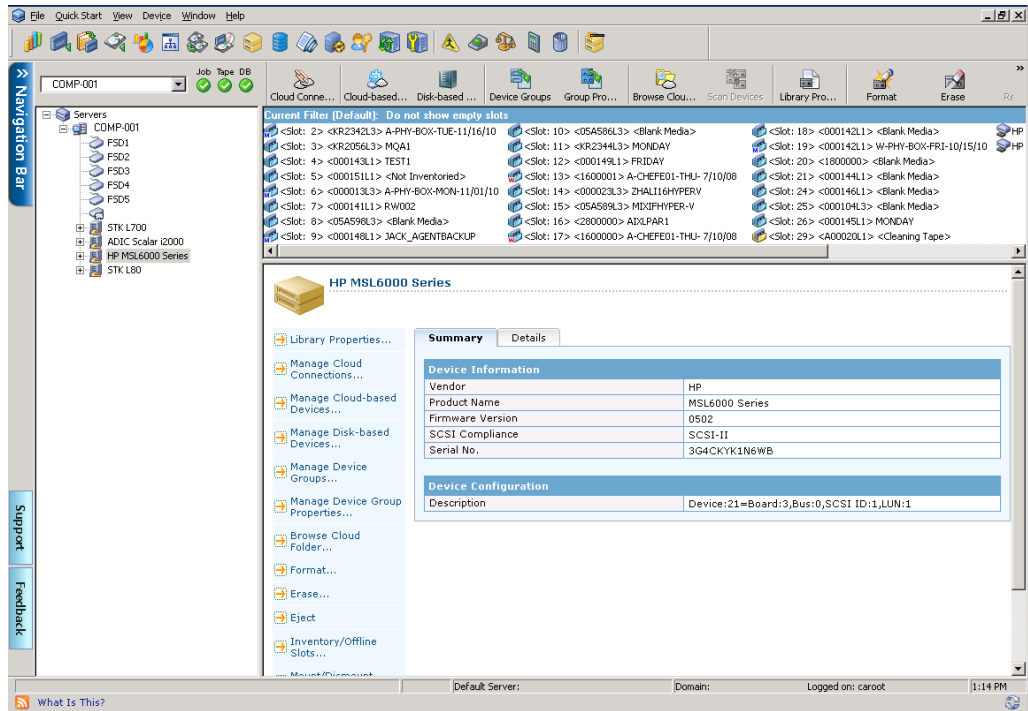 File Quick Start View Device Window Help
Navigation Bar
COMP-001
Job Tape DB
Cloud Conne... Cloud-based... Disk-based ... Device Groups Group Pro... Browse Clou... Scan Devices Library Pro... Format Erase Re
Servers
COMP-001
FSD1
FSD2
FSD3
FSD4
FSD5
STK L700
ADIC Scalar i2000
HP MSL6000 Series
STK L80
Current Filter (Default): Do not show empty slots
<Slot: 2> <KR2342L3> A-PHY-BOX-TUE-11/16/10 <Slot: 10> <05A586L3> <Blank Media> <Slot: 18> <000142L1> <Blank Media> HP
<Slot: 3> <KR2056L3> MQA1 <Slot: 11> <KR2344L3> MONDAY <Slot: 19> <000142L1> W-PHY-BOX-FRI-10/15/10 HP
<Slot: 4> <000143L1> TEST1 <Slot: 12> <000149L1> FRIDAY <Slot: 20> <1800000> <Blank Media>
<Slot: 5> <000151L1> <Not Inventoried> <Slot: 13> <1600001> A-CHEFE01-THU- 7/10/08 <Slot: 21> <000144L1> <Blank Media>
<Slot: 6> <000013L3> A-PHY-BOX-MON-11/01/10 <Slot: 14> <000023L3> ZHALI16HYPERV <Slot: 24> <000146L1> <Blank Media>
<Slot: 7> <000141L1> RW002 <Slot: 15> <05A589L3> MIXIFHYPER-V <Slot: 25> <000104L3> <Blank Media>
<Slot: 8> <05A598L3> <Blank Media> <Slot: 16> <2800000> AIXLPAR1 <Slot: 26> <000145L1> MONDAY
<Slot: 9> <000148L1> JACK_AGENTBACKUP <Slot: 17> <1600000> A-CHEFE01-THU- 7/10/08 <Slot: 29> <A00020L1> <Cleaning Tape>
HP MSL6000 Series
Library Properties...
Manage Cloud
Connections...
Manage Cloud-based
Devices...
Manage Disk-based
Devices...
Manage Device
Groups...
Manage Device Group
Properties...
Browse Cloud
Folder...
Format...
Erase...
Eject
Inventory/Offline
Slots...
Mount/Dismount
Summary Details
Device Information
Vendor HP
Product Name MSL6000 Series
Firmware Version 0502
SCSI Compliance SCSI-II
Serial No. 3G4CKYK1N6WB
Device Configuration
Description Device:21=Board:3,Bus:0,SCSI ID:1,LUN:1
Support
Feedback
Default Server: Domain: Logged on: caroot 1:14 PM
What Is This?